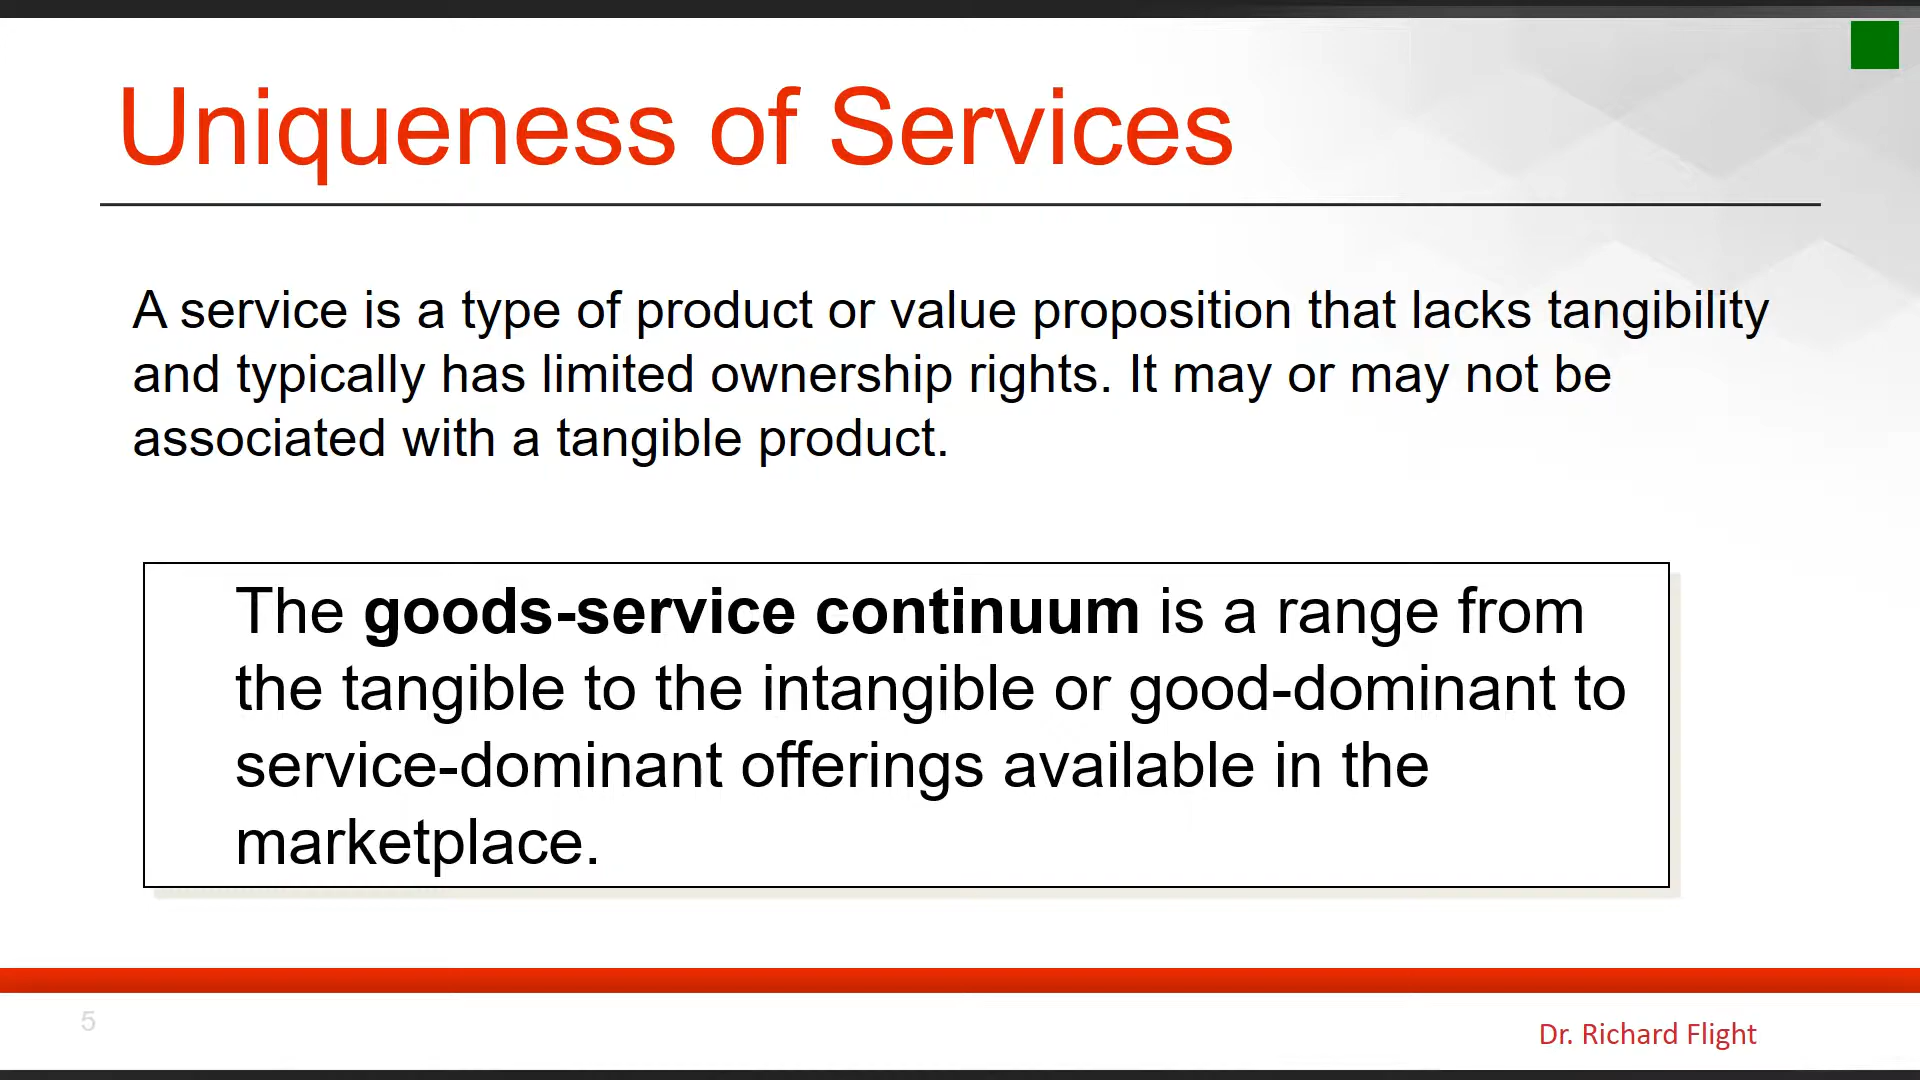 Uniqueness of Services
A service is a type of product or value proposition that lacks tangibility
and typically has limited ownership rights. It may or may not be
associated with a tangible product.
The goods-service continuum is a range from
the tangible to the intangible or good-dominant to
service-dominant offerings available in the
marketplace.
5
Dr. Richard Flight